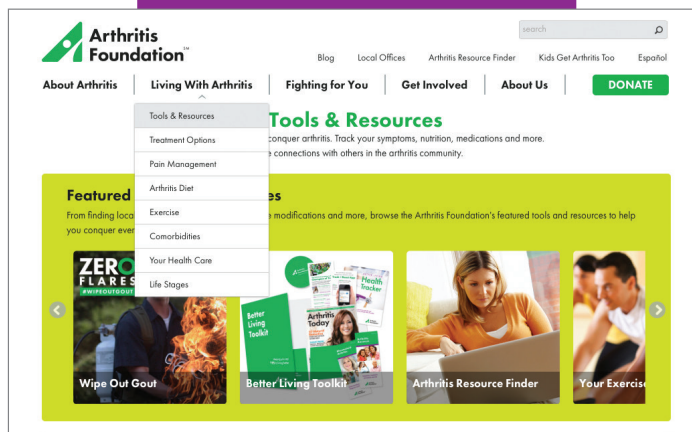 Arthritis
Foundation℠
search
Blog Local Offices Arthritis Resource Finder Kids Get Arthritis Too Español
About Arthritis Living With Arthritis Fighting for You Get Involved About Us DONATE
Tools & Resources
Treatment Options
Pain Management
Arthritis Diet
Exercise
Comorbidities
Your Health Care
Life Stages
Tools & Resources
conquer arthritis. Track your symptoms, nutrition, medications and more.
connections with others in the arthritis community.
Featured es
From finding local modifications and more, browse the Arthritis Foundation's featured tools and resources to help
you conquer ever
ZERO
FLARES
#WIPEOUTGOUT
Wipe Out Gout
Better
Living
Toolkit
Arthritis
Today
Health
Tracker
Better Living Toolkit
Arthritis Resource Finder
Your Exercis